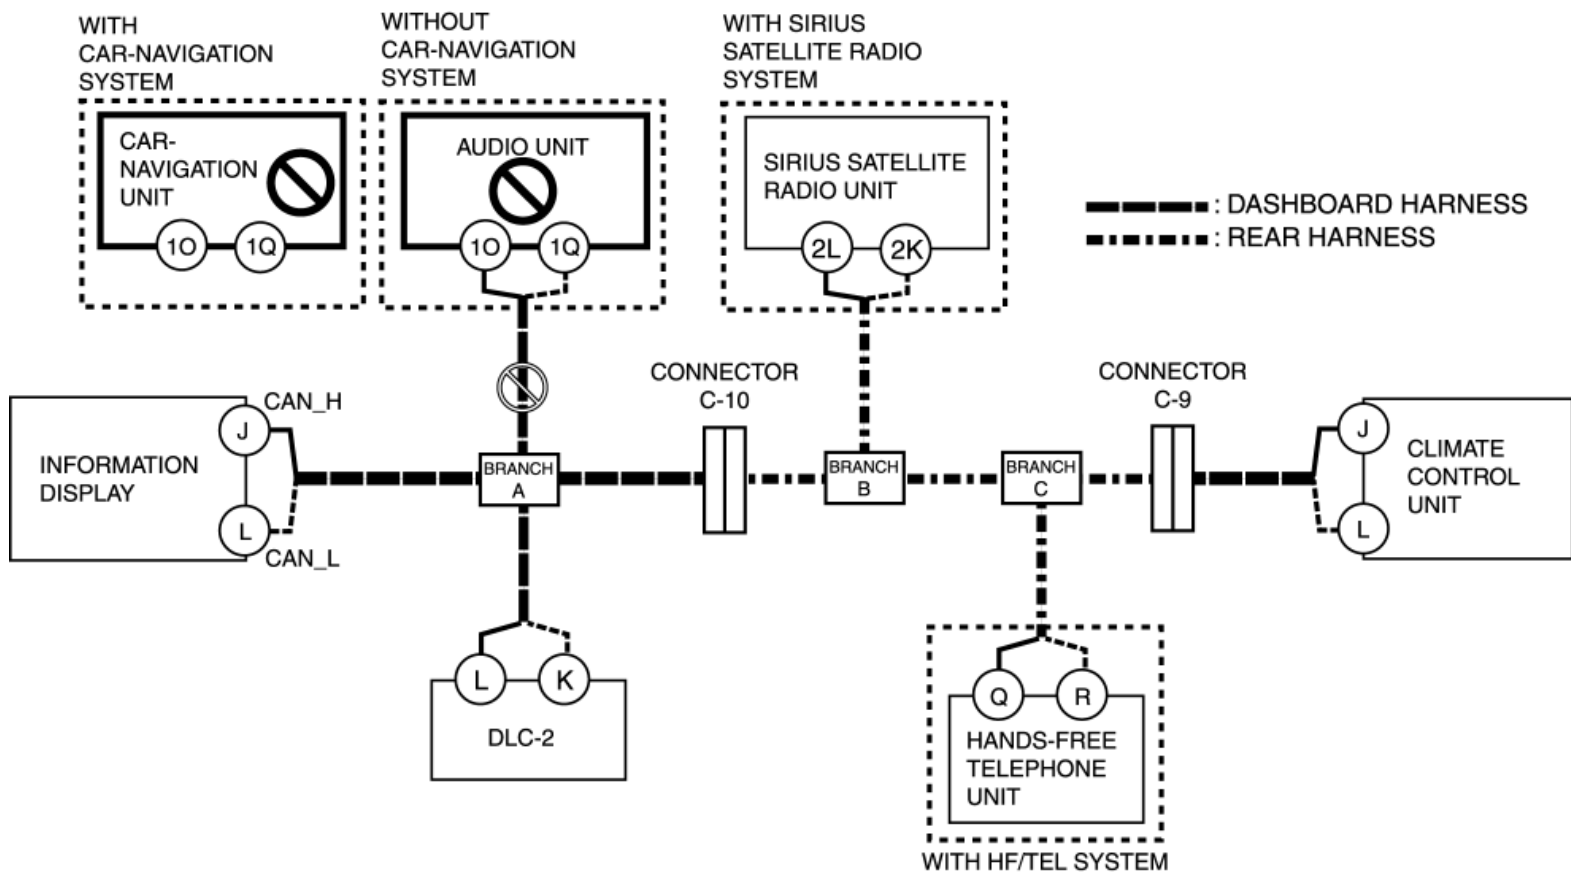 WITH
CAR-NAVIGATION
SYSTEM
WITHOUT
CAR-NAVIGATION
SYSTEM
WITH SIRIUS
SATELLITE RADIO
SYSTEM
CAR-
NAVIGATION
UNIT
1O
1Q
AUDIO UNIT
1O
1Q
SIRIUS SATELLITE
RADIO UNIT
2L
2K
: DASHBOARD HARNESS
: REAR HARNESS
INFORMATION
DISPLAY
J
CAN_H
L
CAN_L
BRANCH
A
CONNECTOR
C-10
BRANCH
B
BRANCH
C
CONNECTOR
C-9
J
L
CLIMATE
CONTROL
UNIT
L
K
DLC-2
Q
R
HANDS-FREE
TELEPHONE
UNIT
WITH HF/TEL SYSTEM